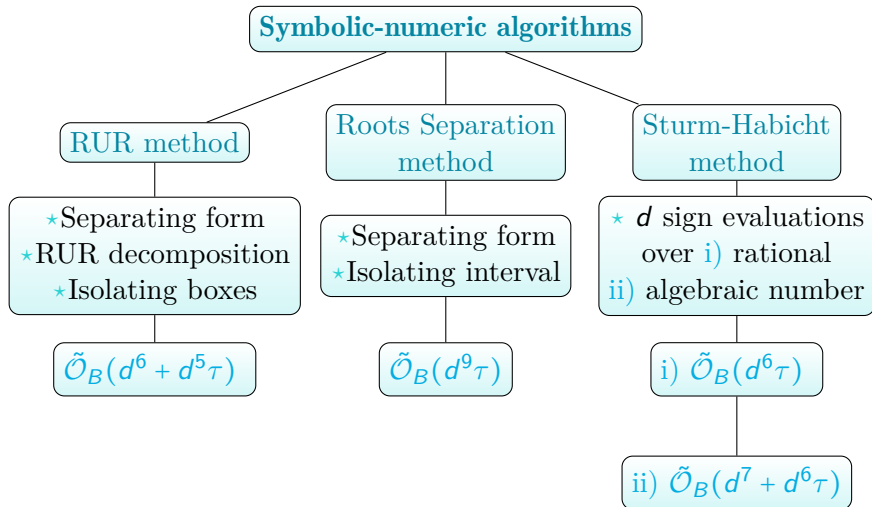 Symbolic-numeric algorithms
RUR method
Roots Separation
method
Sturm-Habicht
method
⋆Separating form
⋆RUR decomposition
⋆Isolating boxes
⋆Separating form
⋆Isolating interval
⋆ d sign evaluations
over i) rational
ii) algebraic number
Õ_B(d^6 + d^5τ)
Õ_B(d^9τ)
i) Õ_B(d^6τ)
ii) Õ_B(d^7 + d^6τ)